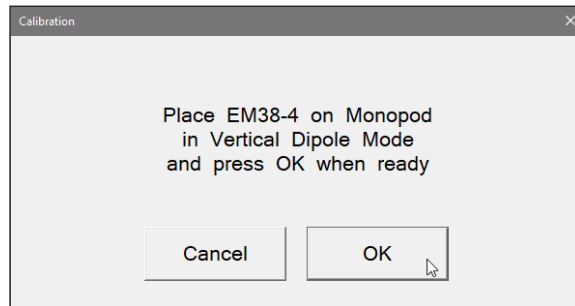 Calibration
Place EM38-4 on Monopod
in Vertical Dipole Mode
and press OK when ready
Cancel
OK